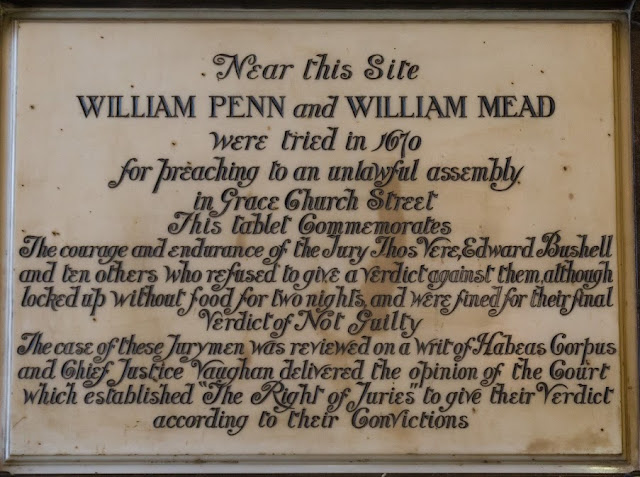 Near this Site
WILLIAM PENN and WILLIAM MEAD
were tried in 1670
for preaching to an unlawful assembly
in Grace Church Street
This tablet Commemorates
The courage and endurance of the Jury Thos Vere, Edward Bushell
and ten others who refused to give a verdict against them, although
locked up without food for two nights, and were fined for their final
Verdict of Not Guilty
The case of these Jurymen was reviewed on a writ of Habeas Corpus
and Chief Justice Vaughan delivered the opinion of the Court
which established "The Right of Juries" to give their Verdict
according to their Convictions